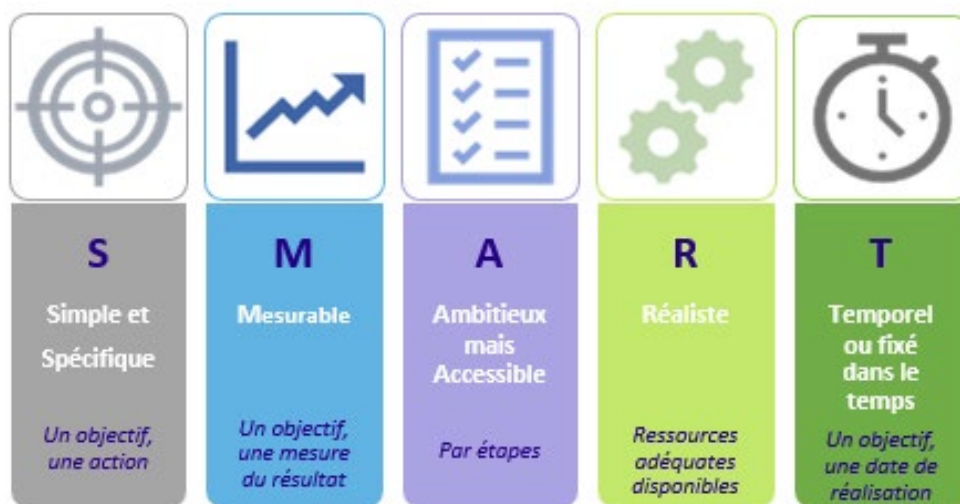 S
Simple et
Spécifique
Un objectif,
une action
M
Mesurable
Un objectif,
une mesure
du résultat
A
Ambitieux
mais
Accessible
Par étapes
R
Réaliste
Ressources
adéquates
disponibles
T
Temporel
ou fixé
dans le
temps
Un objectif,
une date de
réalisation